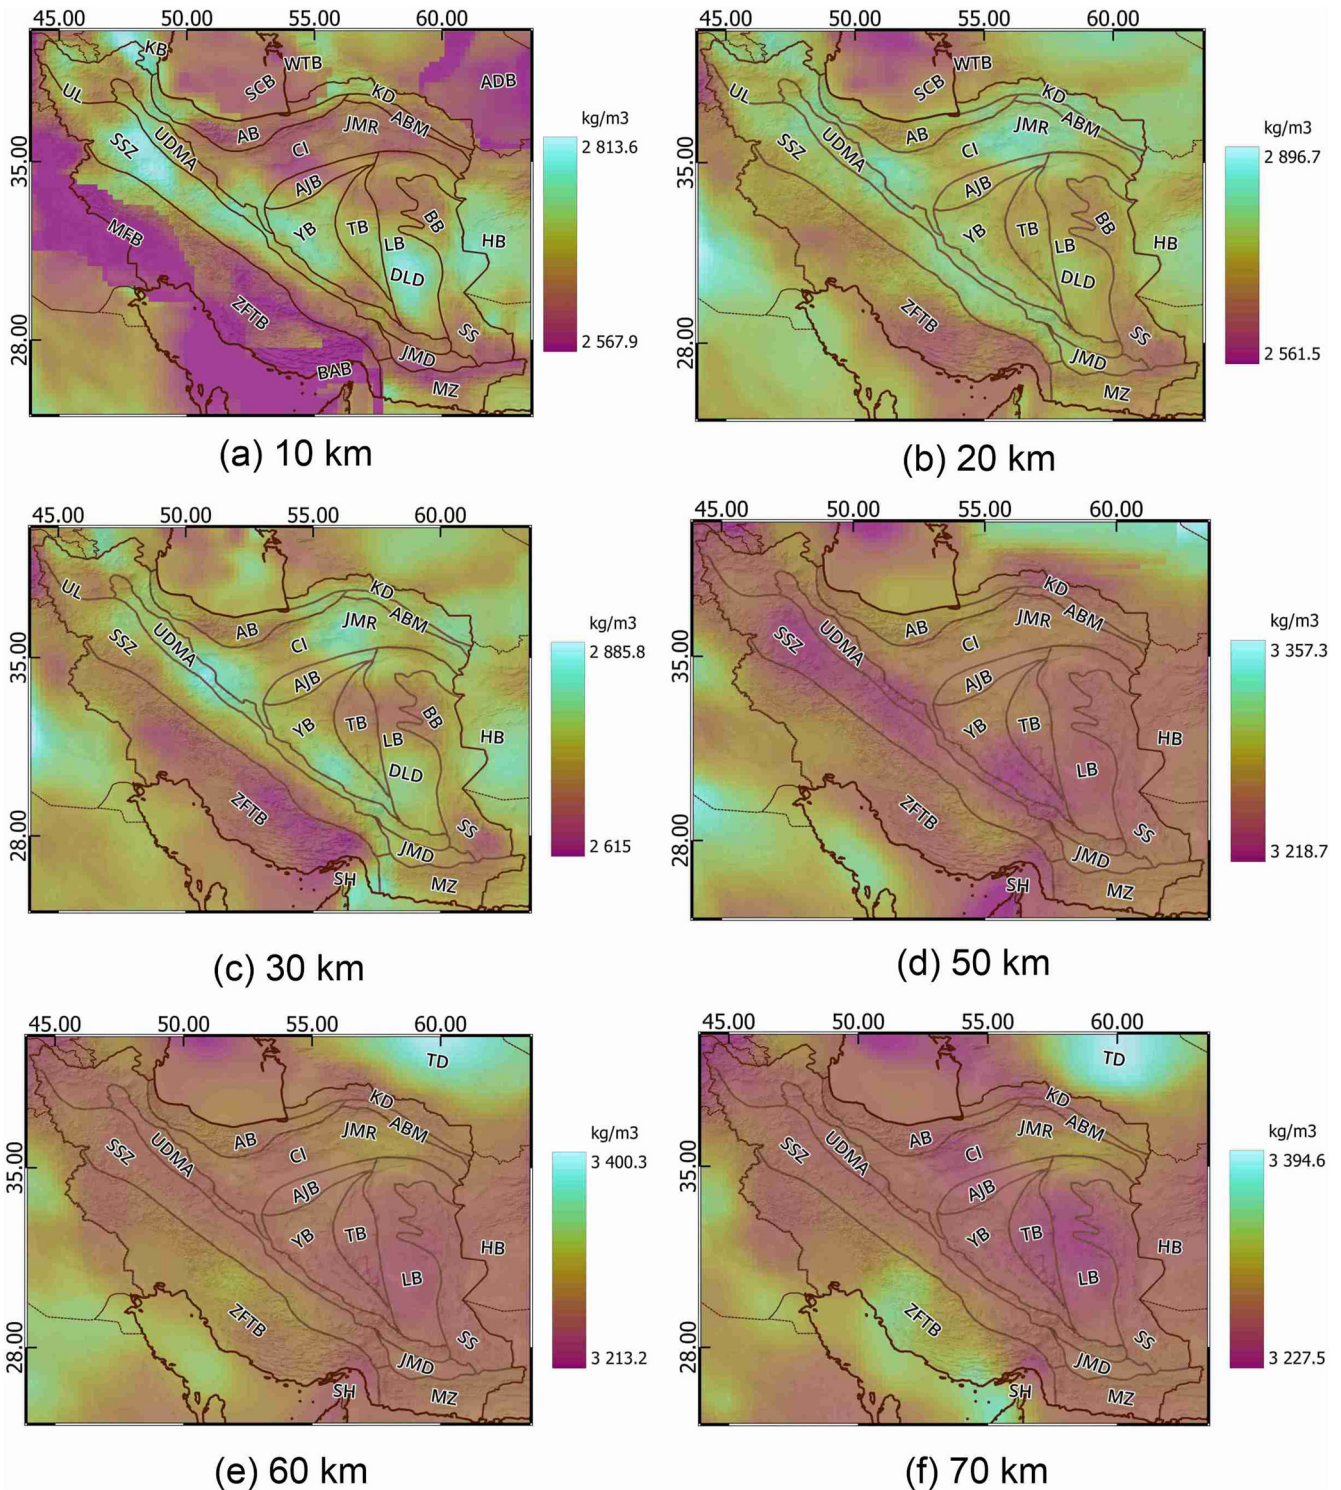 45.00 50.00 55.00 60.00
KB
WTB
SCB
ADB
UL
KD
ABM
AB
JMR
UDMA
SSZ
CI
35.00
AJB
BB
MFB
YB
TB
LB
HB
DLD
ZFTB
SS
28.00
JMD
BAB
MZ
kg/m3
2 813.6
2 567.9
(a) 10 km
45.00 50.00 55.00 60.00
WTB
SCB
UL
KD
ABM
AB
JMR
UDMA
SSZ
CI
35.00
AJB
BB
YB
TB
LB
HB
DLD
ZFTB
SS
28.00
JMD
MZ
kg/m3
2 896.7
2 561.5
(b) 20 km
45.00 50.00 55.00 60.00
UL
KD
ABM
AB
JMR
UDMA
SSZ
CI
35.00
AJB
BB
YB
TB
LB
HB
DLD
ZFTB
SS
28.00
JMD
SH
MZ
kg/m3
2 885.8
2 615
(c) 30 km
45.00 50.00 55.00 60.00
KD
ABM
AB
JMR
UDMA
SSZ
CI
35.00
AJB
YB
TB
HB
LB
ZFTB
SS
28.00
JMD
SH
MZ
kg/m3
3 357.3
3 218.7
(d) 50 km
45.00 50.00 55.00 60.00
TD
KD
ABM
AB
JMR
UDMA
SSZ
CI
35.00
AJB
YB
TB
HB
LB
ZFTB
SS
28.00
JMD
SH
MZ
kg/m3
3 400.3
3 213.2
(e) 60 km
45.00 50.00 55.00 60.00
TD
KD
ABM
AB
JMR
UDMA
SSZ
CI
35.00
AJB
YB
TB
HB
LB
ZFTB
SS
28.00
JMD
SH
MZ
kg/m3
3 394.6
3 227.5
(f) 70 km